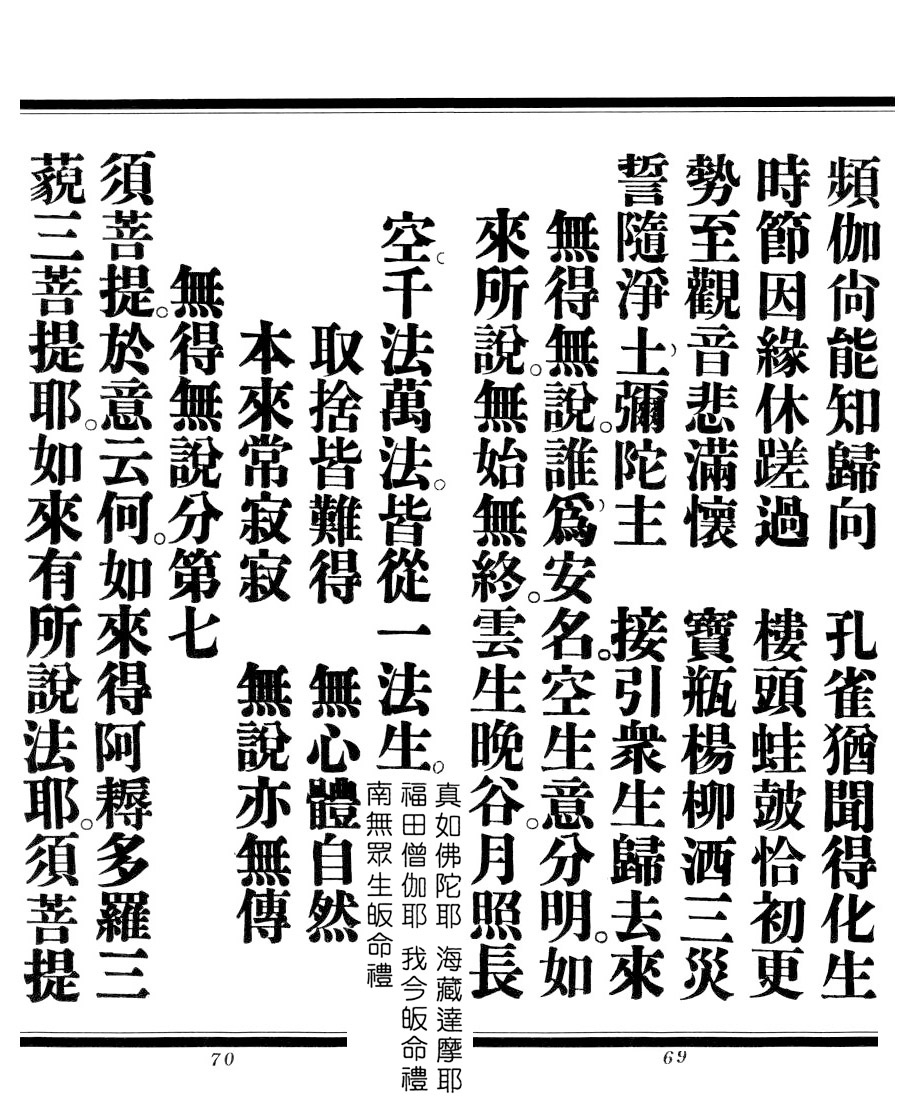 頻伽尙能知歸向　孔雀猶聞得化生
時節因緣休蹉過　樓頭蛙鼓恰初更
勢至觀音悲滿懷　寶瓶楊柳洒三災
誓隨淨土彌陀主　接引衆生歸去來
無得無說。誰爲安名。空生意分明。如
來所說。無始無終。雲生晚谷。月照長
空。千法萬法。皆從一法生。
真如佛陀耶　海藏達摩耶
福田僧伽耶　我今皈命禮
南無眾生皈命禮
取捨皆難得　無心體自然
本來常寂寂　無說亦無傳
無得無說分第七
須菩提。於意云何。如來得阿耨多羅三
藐三菩提耶。如來有所說法耶。須菩提
70
69